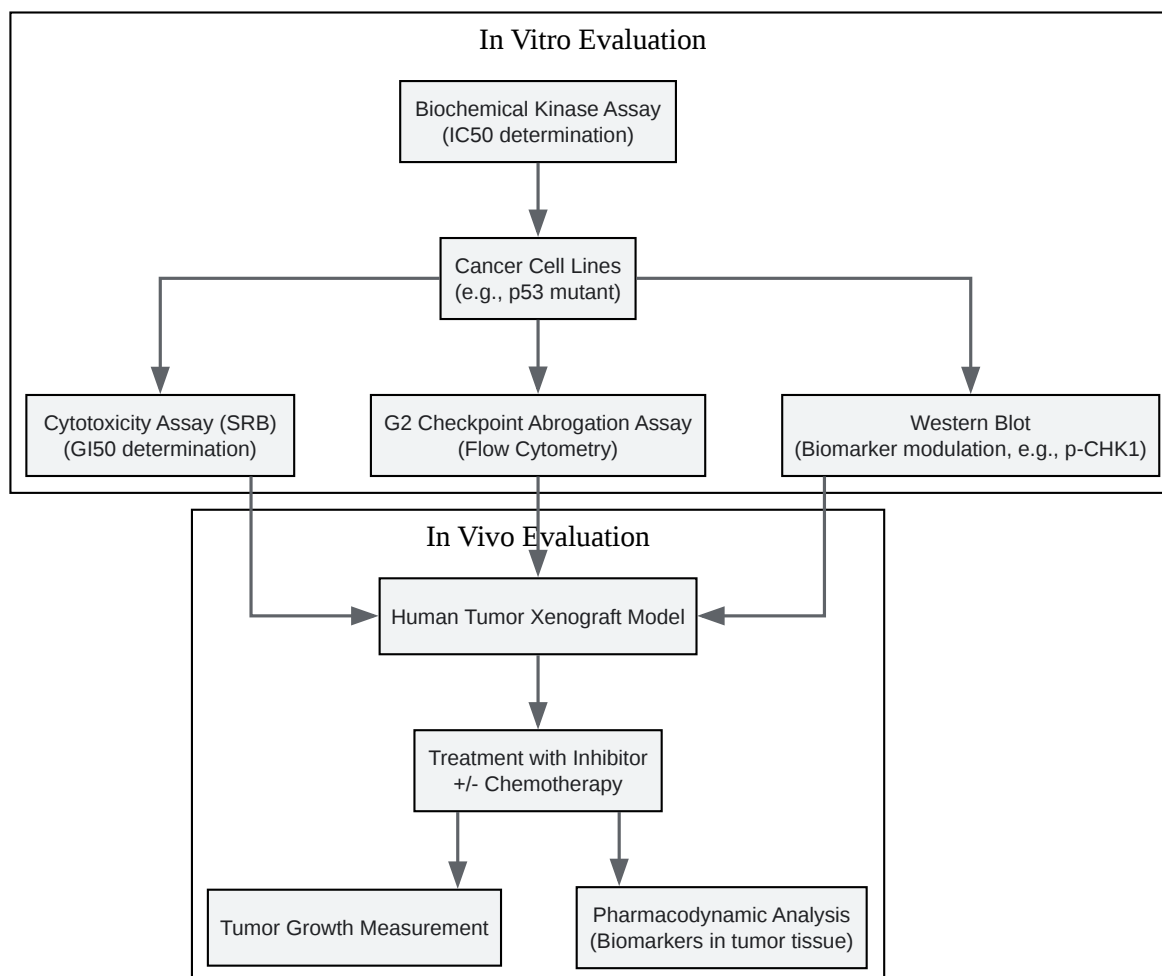 In Vitro Evaluation
Biochemical Kinase Assay
(IC50 determination)
Cancer Cell Lines
(e.g., p53 mutant)
Cytotoxicity Assay (SRB)
(GI50 determination)
G2 Checkpoint Abrogation Assay
(Flow Cytometry)
Western Blot
(Biomarker modulation, e.g., p-CHK1)
In Vivo Evaluation
Human Tumor Xenograft Model
Treatment with Inhibitor
+/- Chemotherapy
Tumor Growth Measurement
Pharmacodynamic Analysis
(Biomarkers in tumor tissue)